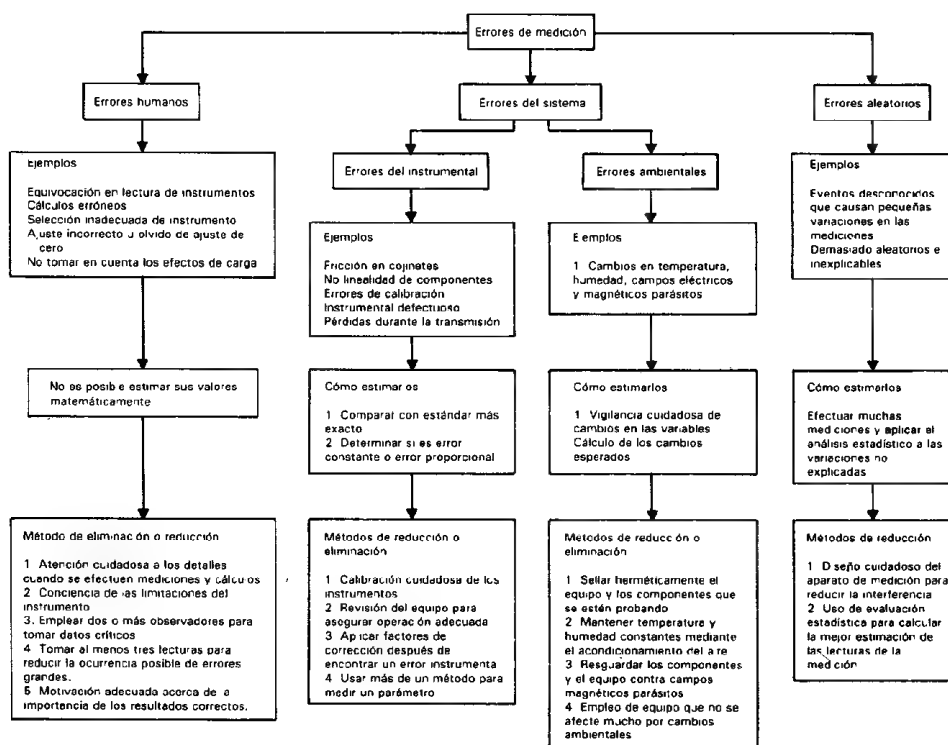 Errores de medición
Errores humanos
Errores del sistema
Errores aleatorios
Errores del instrumental
Errores ambientales
Ejemplos
Equivocación en lectura de instrumentos
Cálculos erróneos
Selección inadecuada de instrumento
Ajuste incorrecto u olvido de ajuste de
cero
No tomar en cuenta los efectos de carga
Ejemplos
Fricción en cojinetes
No linealidad de componentes
Errores de calibración
Instrumental defectuoso
Pérdidas durante la transmisión
E emplos
1 Cambios en temperatura,
humedad, campos eléctricos
y magnéticos parásitos
Ejemplos
Eventos desconocidos
que causan pequeñas
variaciones en las
mediciones
Demasiado aleatorios e
inexplicables
No es posib e estimar sus valores
matemáticamente
Cómo estimar os
1 Comparar con estándar más
exacto
2 Determinar si es error
constante o error proporcional
Cómo estimarlos
1 Vigilancia cuidadosa de
cambios en las variables
Cálculo de los cambios
esperados
Cómo estimarlos
Efectuar muchas
mediciones y aplicar el
análisis estadístico a las
variaciones no
explicadas
Método de eliminación o reducción
1 Atención cuidadosa a los detalles
cuando se efectuen mediciones y cálculos
2 Conciencia de las limitaciones del
instrumento
3. Emplear dos o más observadores para
tomar datos críticos
4 Tomar al menos tres lecturas para
reducir la ocurrencia posible de errores
grandes.
5 Motivación adecuada acerca de a
importancia de los resultados correctos.
Métodos de reducción o
eliminación
1 Calibración cuidadosa de los
instrumentos
2 Revisión del equipo para
asegurar operación adecuada
3 Aplicar factores de
corrección después de
encontrar un error instrumenta
4 Usar más de un método para
medir un parámetro
Métodos de reducción o
eliminación
1 Sellar herméticamente el
equipo y los componentes que
se estén probando
2 Mantener temperatura y
humedad constantes mediante
el acondicionamiento del a re
3 Resguardar los componentes
y el equipo contra campos
magnéticos parásitos
4 Empleo de equipo que no se
afecte mucho por cambios
ambientales
Métodos de reducción
1 D seño cuidadoso del
aparato de medición para
reducir la interferencia
2 Uso de evaluación
estadística para calcular
la mejor estimación de
las lecturas de la
medición